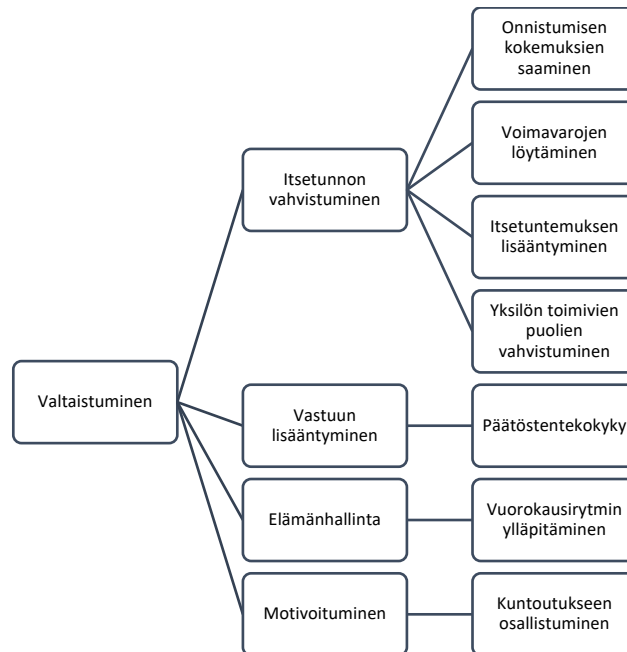 Onnistumisen
kokemuksien
saaminen
Voimavarojen
löytäminen
Itsetunnon
vahvistuminen
Itsetuntemuksen
lisääntyminen
Yksilön toimivien
puolien
vahvistuminen
Valtaistuminen
Vastuun
lisääntyminen
Päätöstentekokyky
Elämänhallinta
Vuorokausirytmin
ylläpitäminen
Motivoituminen
Kuntoutukseen
osallistuminen